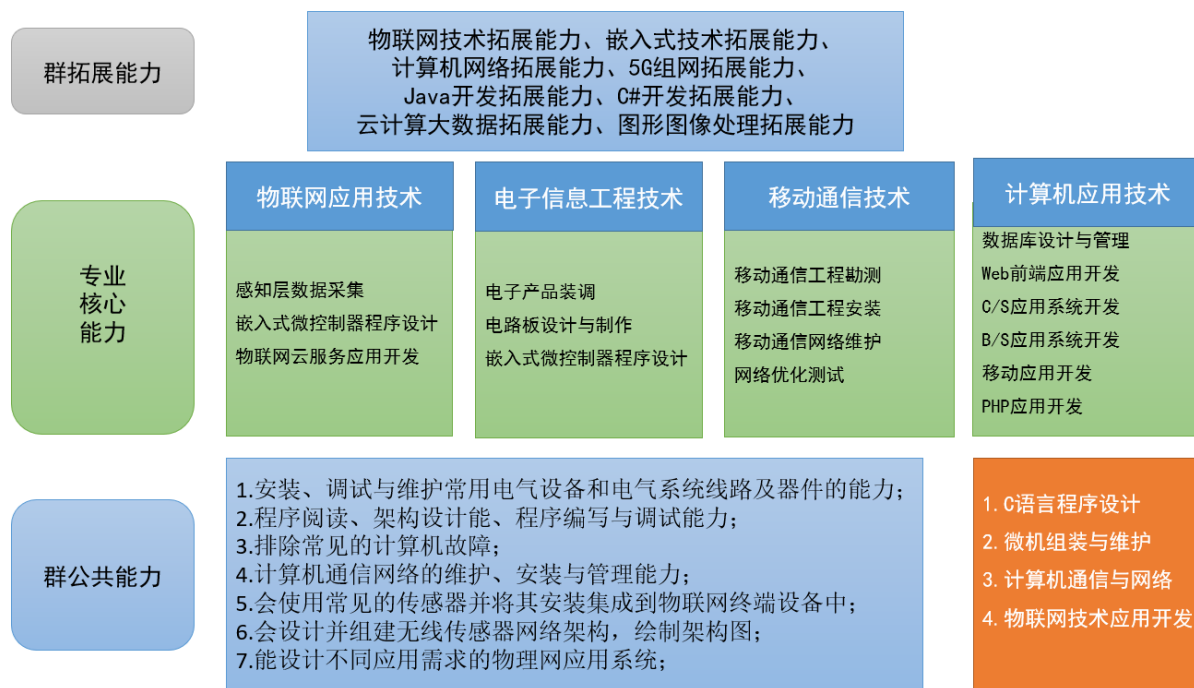 群拓展能力
物联网技术拓展能力、嵌入式技术拓展能力、
计算机网络拓展能力、5G组网拓展能力、
Java开发拓展能力、C#开发拓展能力、
云计算大数据拓展能力、图形图像处理拓展能力
专业
核心
能力
物联网应用技术
感知层数据采集
嵌入式微控制器程序设计
物联网云服务应用开发
电子信息工程技术
电子产品装调
电路板设计与制作
嵌入式微控制器程序设计
移动通信技术
移动通信工程勘测
移动通信工程安装
移动通信网络维护
网络优化测试
计算机应用技术
数据库设计与管理
Web前端应用开发
C/S应用系统开发
B/S应用系统开发
移动应用开发
PHP应用开发
群公共能力
1.安装、调试与维护常用电气设备和电气系统线路及器件的能力;
2.程序阅读、架构设计能、程序编写与调试能力;
3.排除常见的计算机故障;
4.计算机通信网络的维护、安装与管理能力;
5.会使用常见的传感器并将其安装集成到物联网终端设备中;
6.会设计并组建无线传感器网络架构，绘制架构图;
7.能设计不同应用需求的物理网应用系统;
1. C语言程序设计
2. 微机组装与维护
3. 计算机通信与网络
4. 物联网技术应用开发